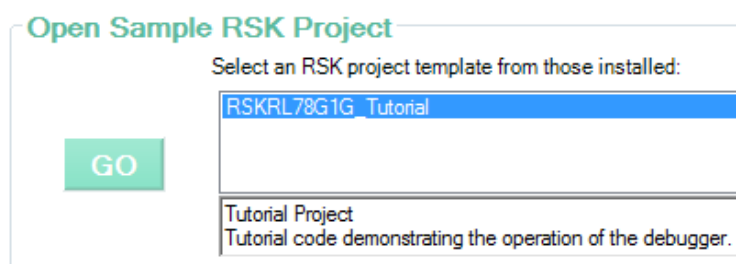 Open Sample RSK Project
Select an RSK project template from those installed:
RSKRL78G1G_Tutorial
GO
Tutorial Project
Tutorial code demonstrating the operation of the debugger.